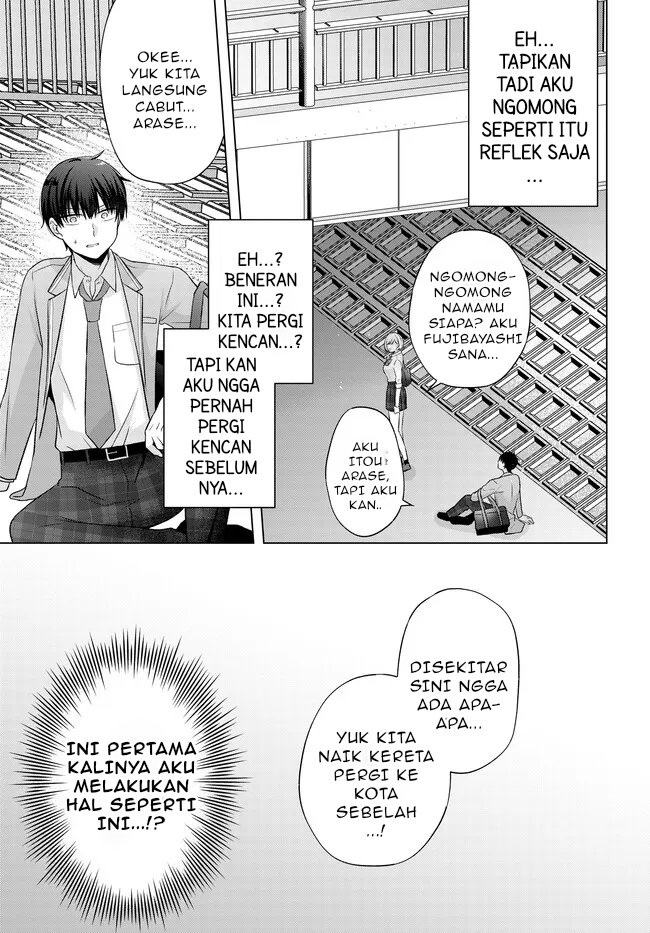 EH...
TAPIKAN
TADI AKU
NGOMONG
SEPERTI ITU
REFLEK SAJA
...
NGOMONG-
NGOMONG
NAMAMU
SIAPA? AKU
FUJIBAYASHI
SANA...
AKU
ITOU
ARASE,
TAPI AKU
KAN..
OKEE...
YUK KITA
LANGSUNG
CABUT...
ARASE...
EH...?
BENERAN
INI...?
KITA PERGI
KENCAN...?
TAPI KAN
AKU NGGA
PERNAH
PERGI
KENCAN
SEBELUM
NYA...
DISEKITAR
SINI NGGA
ADA APA-
APA...
YUK KITA
NAIK KERETA
PERGI KE
KOTA
SEBELAH
...!
INI PERTAMA
KALINYA AKU
MELAKUKAN
HAL SEPERTI
INI...!?